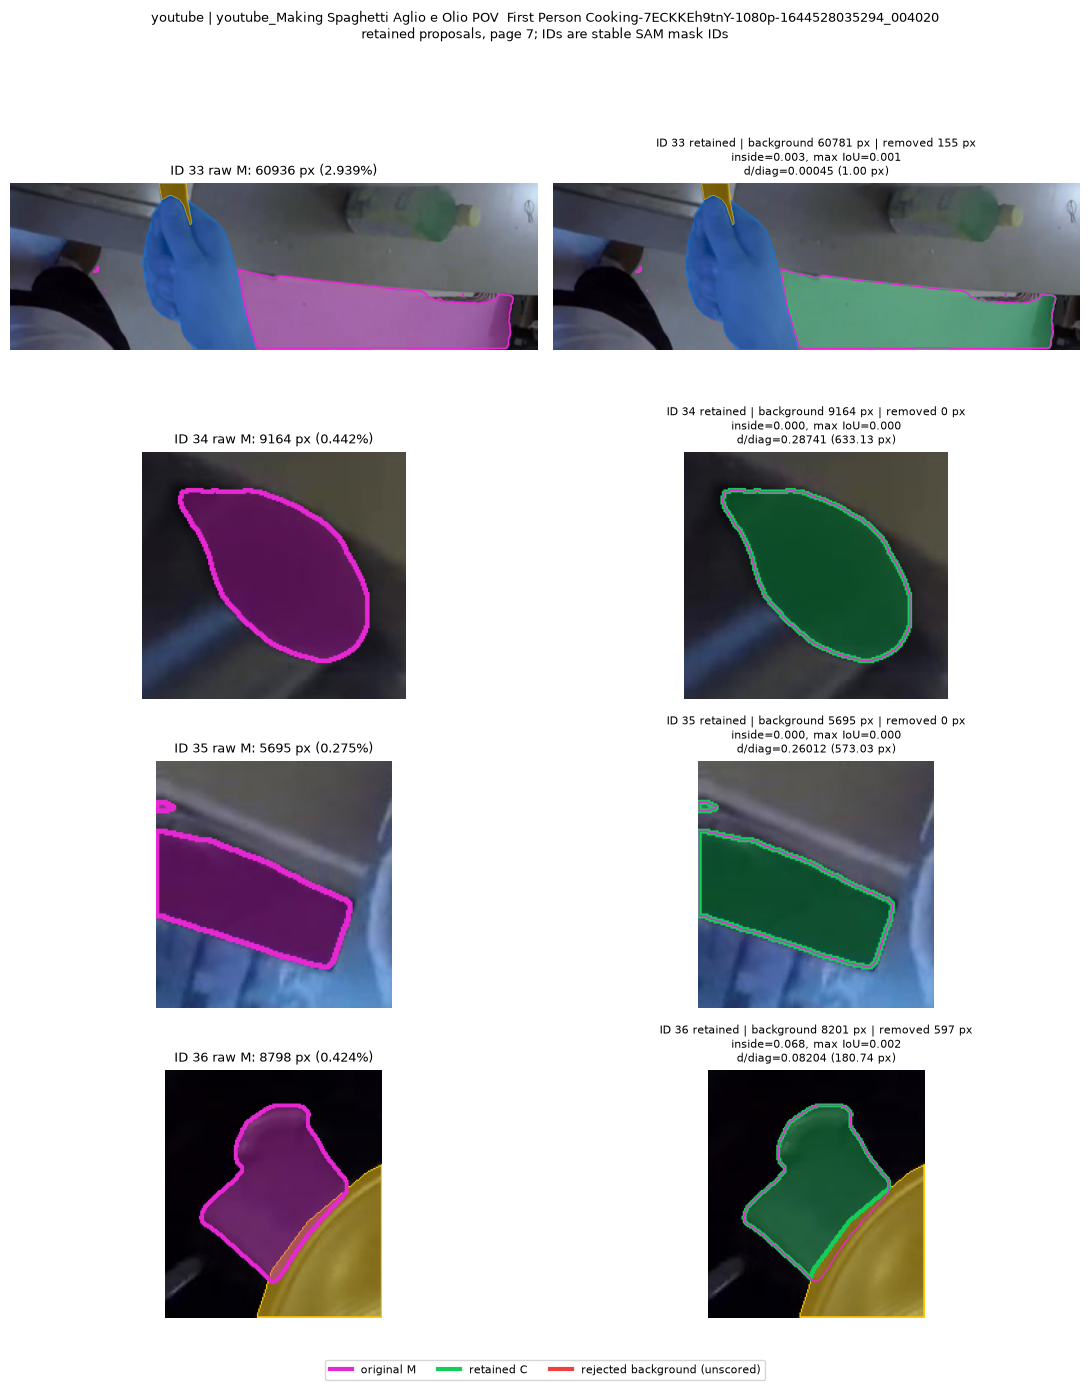 youtube | youtube_Making Spaghetti Aglio e Olio POV  First Person Cooking-7ECKKEh9tnY-1080p-1644528035294_004020
retained proposals, page 7; IDs are stable SAM mask IDs
ID 33 raw M: 60936 px (2.939%)
ID 33 retained | background 60781 px | removed 155 px
inside=0.003, max IoU=0.001
d/diag=0.00045 (1.00 px)
ID 34 raw M: 9164 px (0.442%)
ID 34 retained | background 9164 px | removed 0 px
inside=0.000, max IoU=0.000
d/diag=0.28741 (633.13 px)
ID 35 raw M: 5695 px (0.275%)
ID 35 retained | background 5695 px | removed 0 px
inside=0.000, max IoU=0.000
d/diag=0.26012 (573.03 px)
ID 36 raw M: 8798 px (0.424%)
ID 36 retained | background 8201 px | removed 597 px
inside=0.068, max IoU=0.002
d/diag=0.08204 (180.74 px)
original M
retained C
rejected background (unscored)